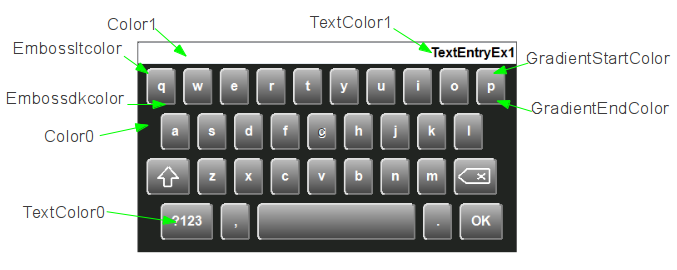 Color1
TextColor1
Embossltcolor
TextEntryEx1
GradientStartColor
q w e r t y u i o p
Embossdkcolor
GradientEndColor
Color0
a s d f g h j k l
z x c v b n m
TextColor0
?123 , . OK